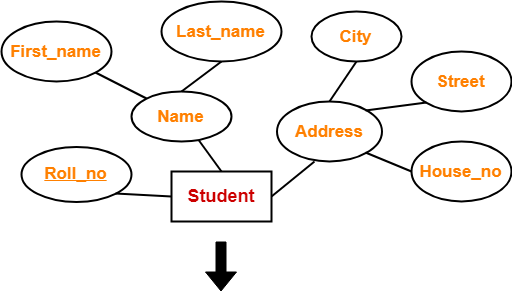 Last_name
First_name
City
Street
Name
Address
Roll_no
House_no
Student